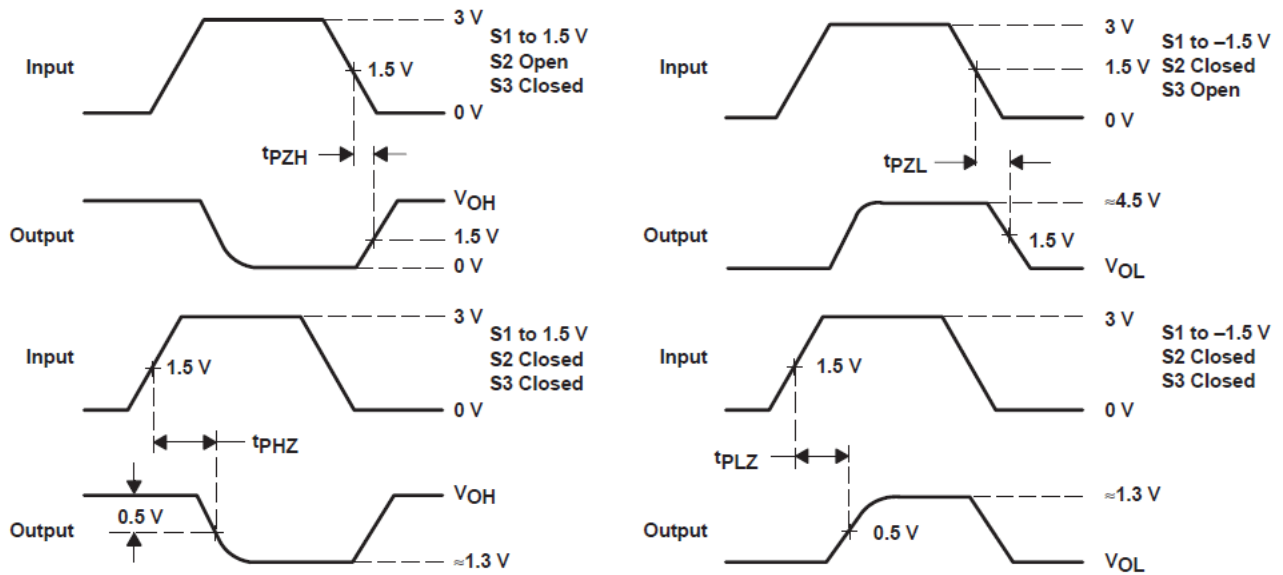 3 V
S1 to 1.5 V
S2 Open
S3 Closed
Input
1.5 V
0 V
tPZH
VOH
Output
1.5 V
0 V
3 V
S1 to –1.5 V
S2 Closed
S3 Open
Input
1.5 V
0 V
tPZL
≈4.5 V
Output
1.5 V
VOL
3 V
S1 to 1.5 V
S2 Closed
S3 Closed
Input
1.5 V
0 V
tPHZ
VOH
0.5 V
Output
≈1.3 V
3 V
S1 to –1.5 V
S2 Closed
S3 Closed
Input
1.5 V
0 V
tPLZ
≈1.3 V
Output
0.5 V
VOL